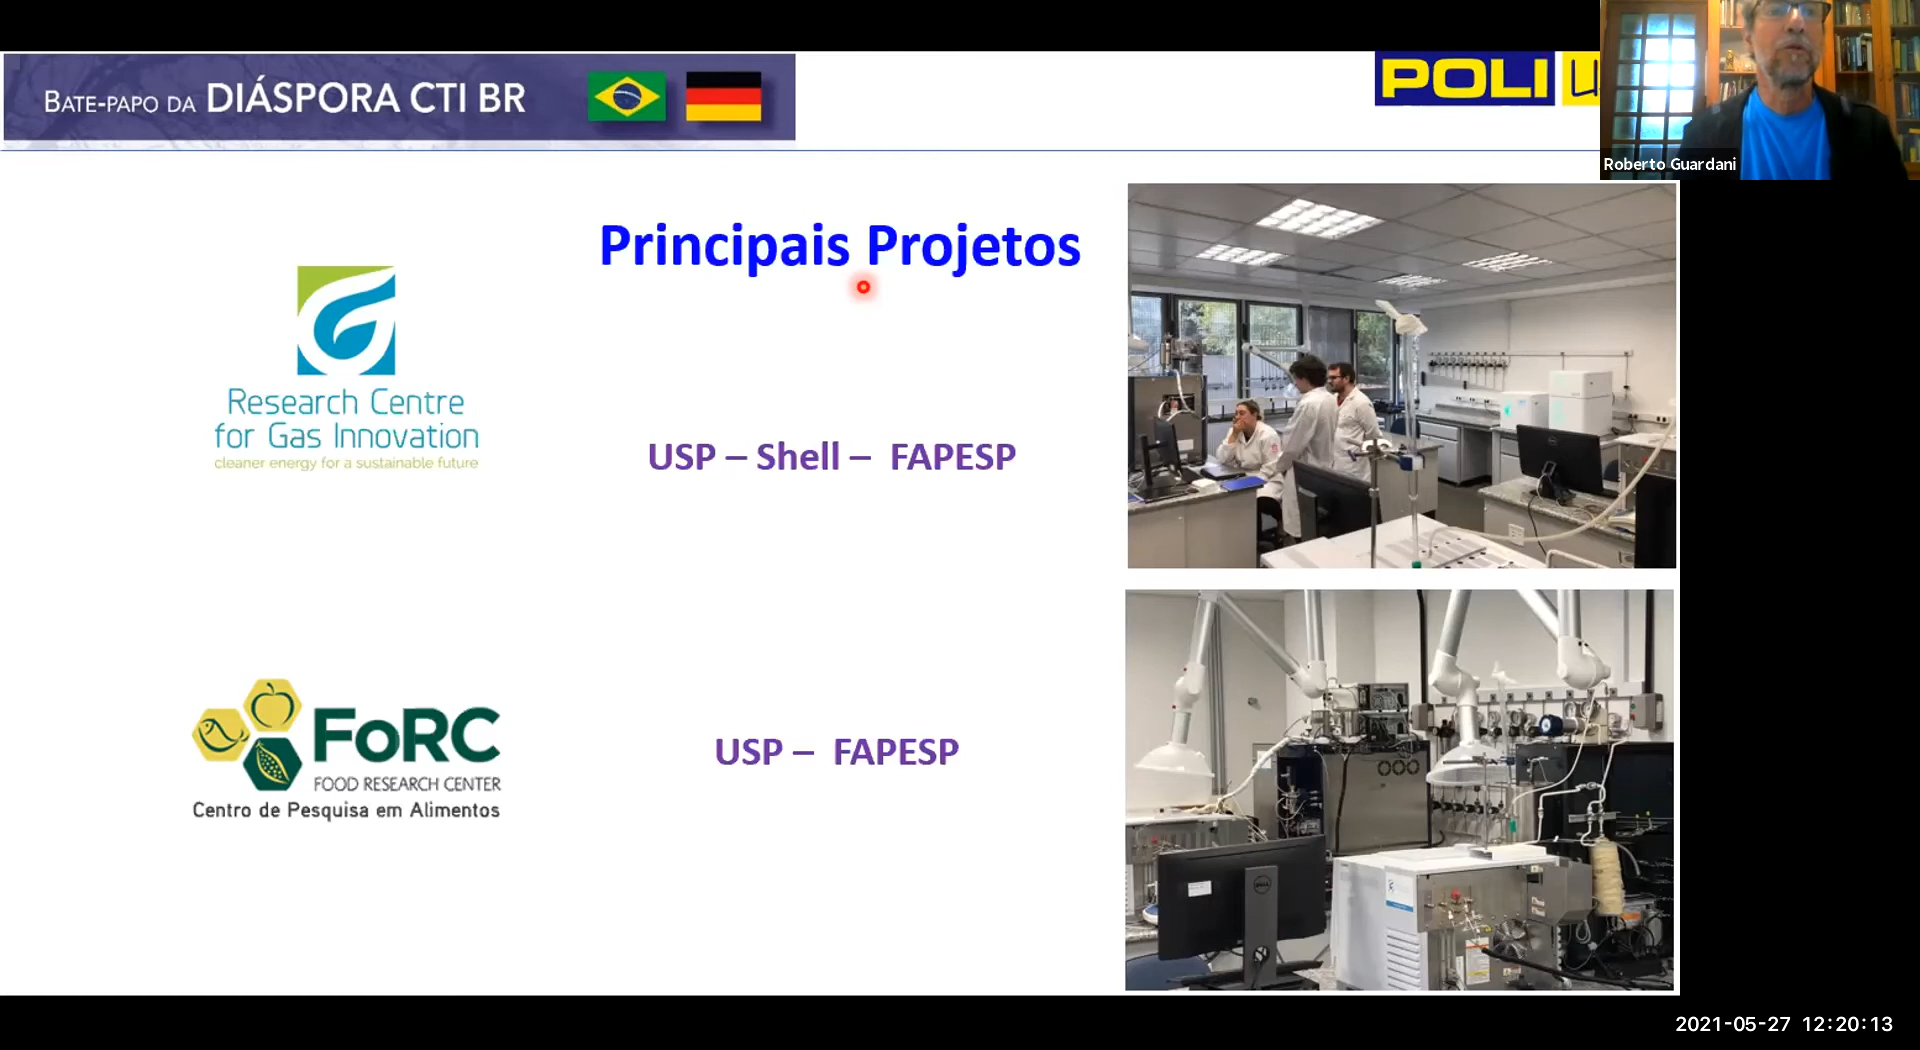 BATE-PAPO DA DIÁSPORA CTI BR
POLI
Roberto Guardani
Principais Projetos
Research Centre
for Gas Innovation
cleaner energy for a sustainable future
USP – Shell – FAPESP
FoRC
FOOD RESEARCH CENTER
Centro de Pesquisa em Alimentos
USP – FAPESP
DELL
2021-05-27 12:20:13